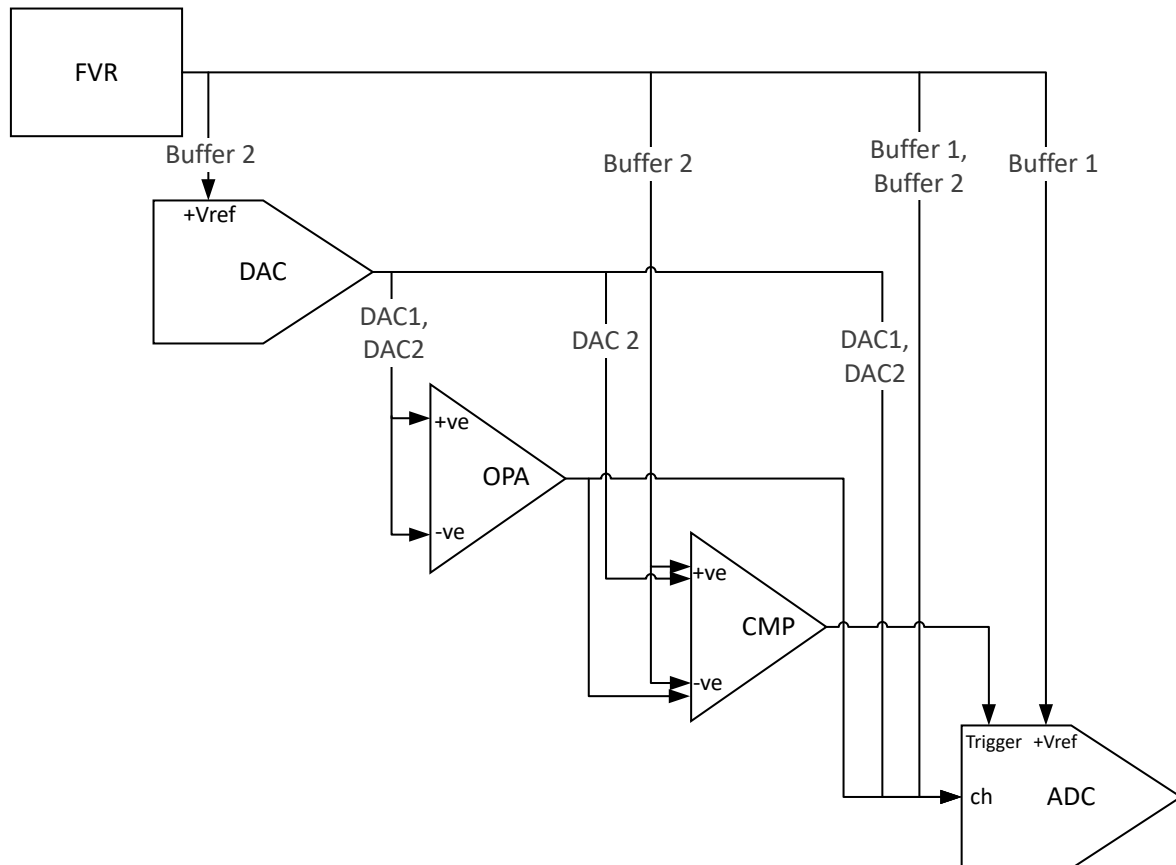 FVR
Buffer 2
Buffer 2
Buffer 1,
Buffer 2
Buffer 1
+Vref
DAC
DAC1,
DAC2
DAC 2
DAC1,
DAC2
+ve
OPA
-ve
+ve
CMP
-ve
Trigger
+Vref
ch
ADC